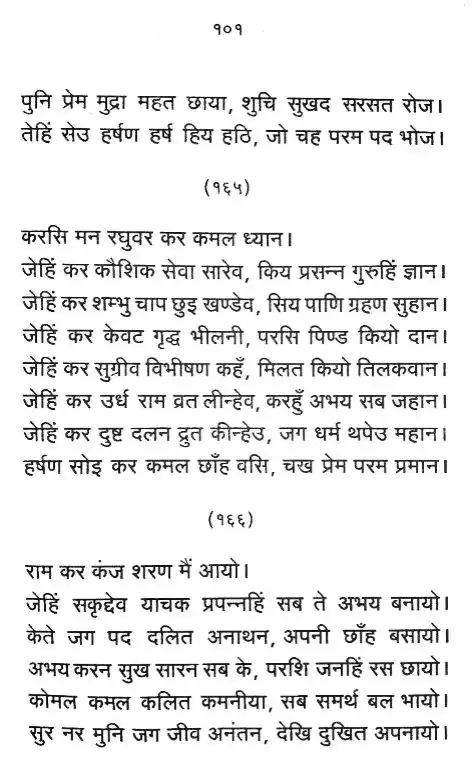 १०१
पुनि प्रेम मुद्रा महत छाया, शुचि सुखद सरसत रोज।
तेहिं सेउ हर्षण हर्ष हिय हठि, जो चह परम पद भोज।
(१६५)
करसि मन रघुवर कर कमल ध्यान।
जेहिं कर कौशिक सेवा सारेव, किय प्रसन्न गुरुहिं ज्ञान।
जेहिं कर शम्भु चाप छुइ खण्डेव, सिय पाणि ग्रहण सुहान।
जेहिं कर केवट गृद्ध भीलनी, परसि पिण्ड कियो दान।
जेहिं कर सुग्रीव विभीषण कहँ, मिलत कियो तिलकवान।
जेहिं कर उर्ध राम व्रत लीन्हेव, करहुँ अभय सब जहान।
जेहिं कर दुष्ट दलन द्रुत कीन्हेउ, जग धर्म थपेउ महान।
हर्षण सोइ कर कमल छाँह वसि, चख प्रेम परम प्रमान।
(१६६)
राम कर कंज शरण मैं आयो।
जेहिं सकृद्देव याचक प्रपन्नहिं सब ते अभय बनायो।
केते जग पद दलित अनाथन, अपनी छाँह बसायो।
अभय करन सुख सारन सब के, परशि जनहिं रस छायो।
कोमल कमल कलित कमनीया, सब समर्थ बल भायो।
सुर नर मुनि जग जीव अनंतन, देखि दुखित अपनायो।